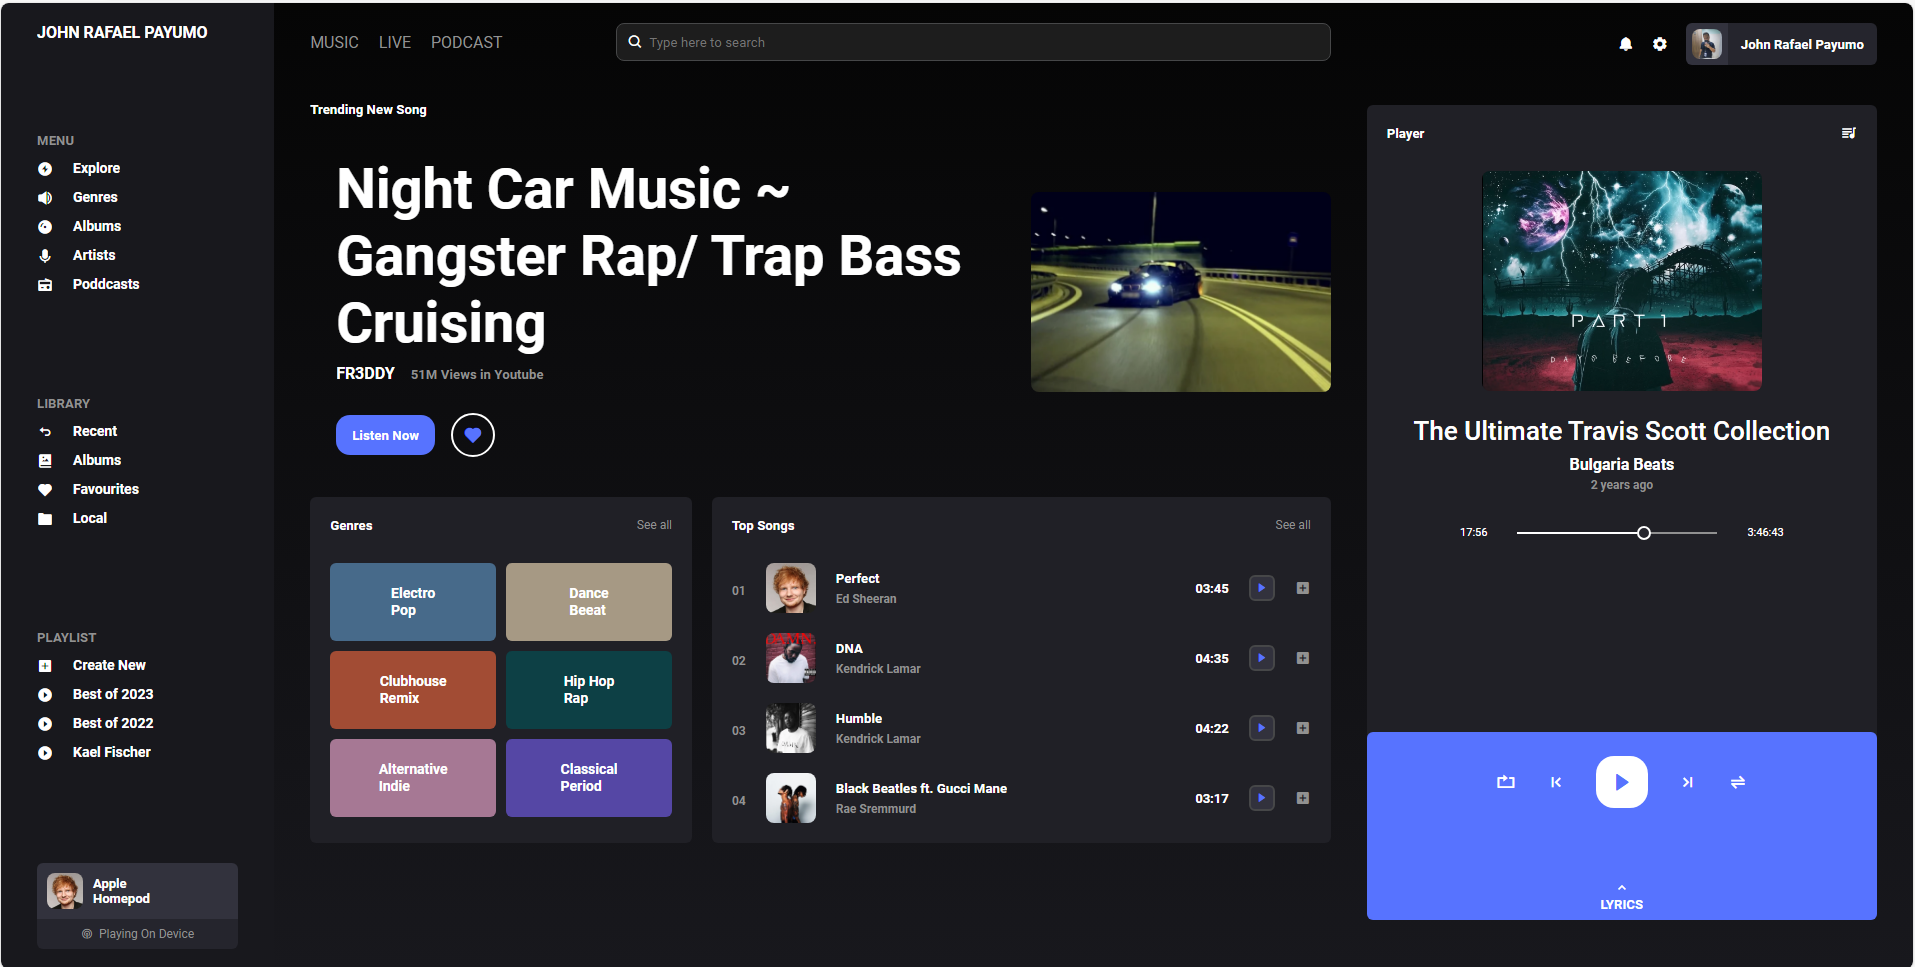 JOHN RAFAEL PAYUMO
MENU
Explore
Genres
Albums
Artists
Poddcasts
LIBRARY
Recent
Albums
Favourites
Local
PLAYLIST
Create New
Best of 2023
Best of 2022
Kael Fischer
Apple
Homepod
Playing On Device
MUSIC LIVE PODCAST
Type here to search
John Rafael Payumo
Trending New Song
Night Car Music ~
Gangster Rap/ Trap Bass
Cruising
FR3DDY 51M Views in Youtube
Listen Now
Genres See all
Electro
Pop
Dance
Beeat
Clubhouse
Remix
Hip Hop
Rap
Alternative
Indie
Classical
Period
Top Songs See all
01 Perfect 03:45
Ed Sheeran
02 DNA 04:35
Kendrick Lamar
03 Humble 04:22
Kendrick Lamar
04 Black Beatles ft. Gucci Mane 03:17
Rae Sremmurd
Player
PART 1
DAYS BEFORE
The Ultimate Travis Scott Collection
Bulgaria Beats
2 years ago
17:56 3:46:43
LYRICS